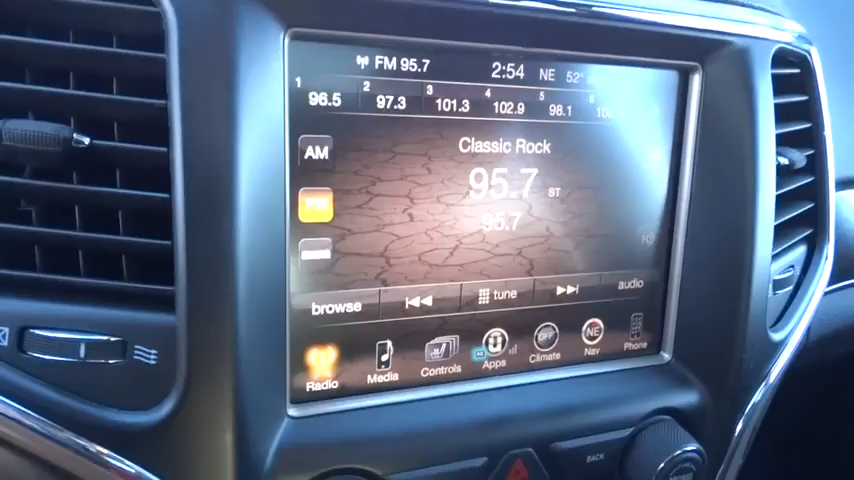 FM 95.7 2:54 NE 52°
1 2 3 4 5 6
96.5 97.3 101.3 102.9 98.1
AM
Classic Rock
95.7 ST
FM
95.7
browse tune audio
Radio Media Controls Apps OFF Climate NE Nav Phone
BACK